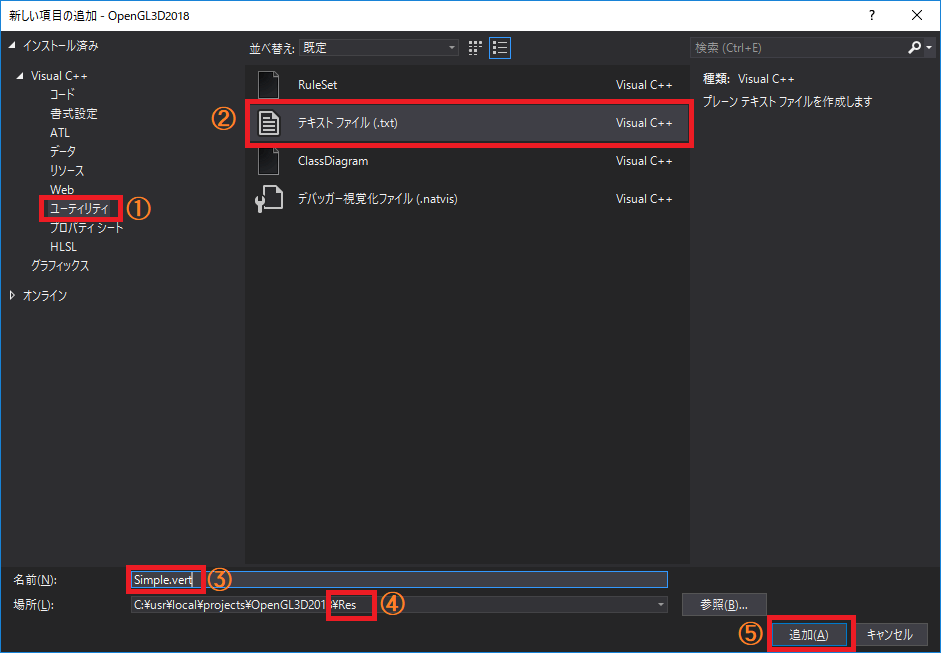 新しい項目の追加 - OpenGL3D2018
?
インストール済み
並べ替え: 既定
検索 (Ctrl+E)
Visual C++
コード
書式設定
ATL
データ
リソース
Web
ユーティリティ ①
プロパティ シート
HLSL
グラフィックス
オンライン
RuleSet Visual C++
② テキスト ファイル (.txt) Visual C++
ClassDiagram Visual C++
デバッガー視覚化ファイル (.natvis) Visual C++
種類: Visual C++
プレーン テキスト ファイルを作成します
名前(N): Simple.vert ③
場所(L): C:¥usr¥local¥projects¥OpenGL3D2018¥Res ④
参照(B)...
⑤ 追加(A) キャンセル